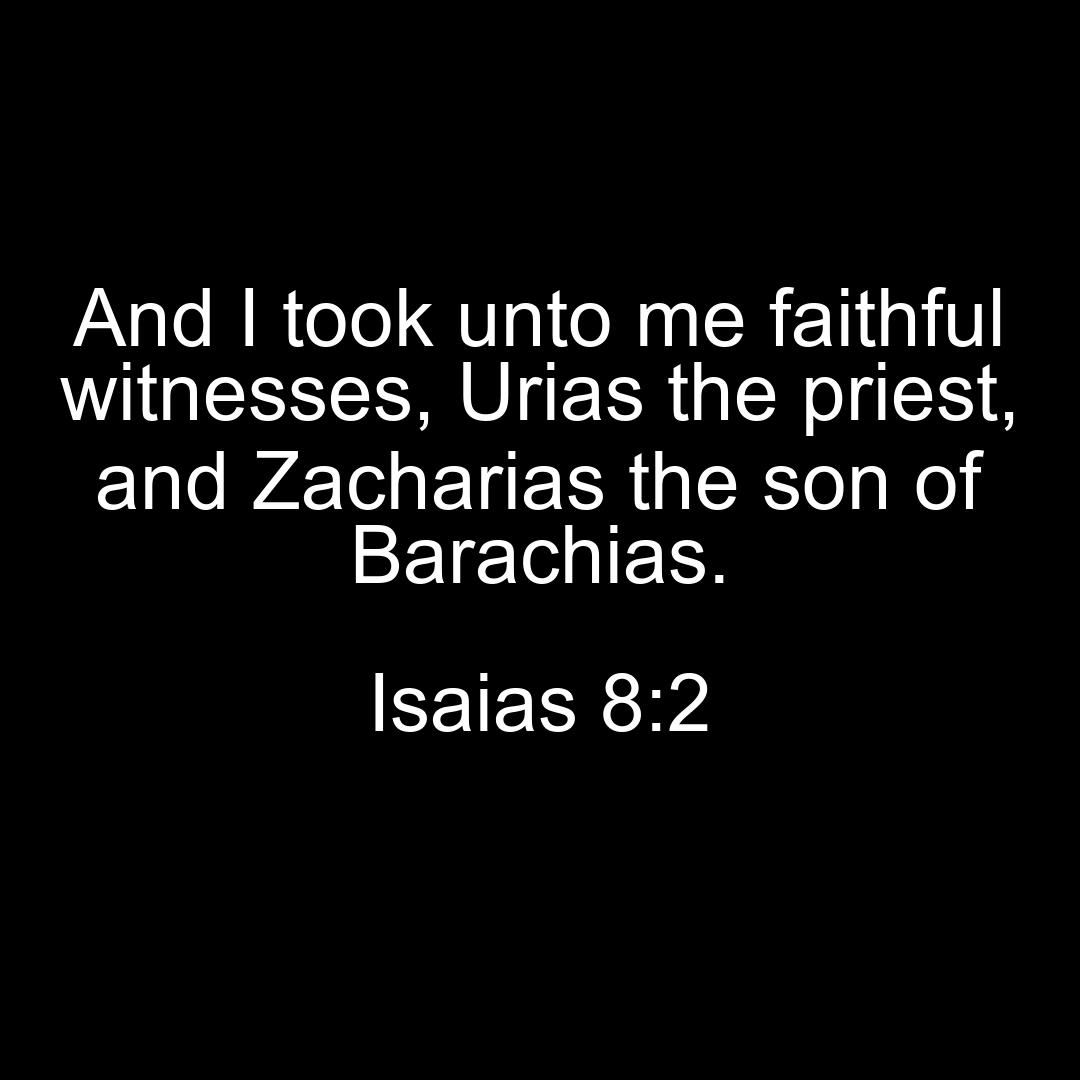 And I took unto me faithful
witnesses, Urias the priest,
and Zacharias the son of
Barachias.
Isaias 8:2